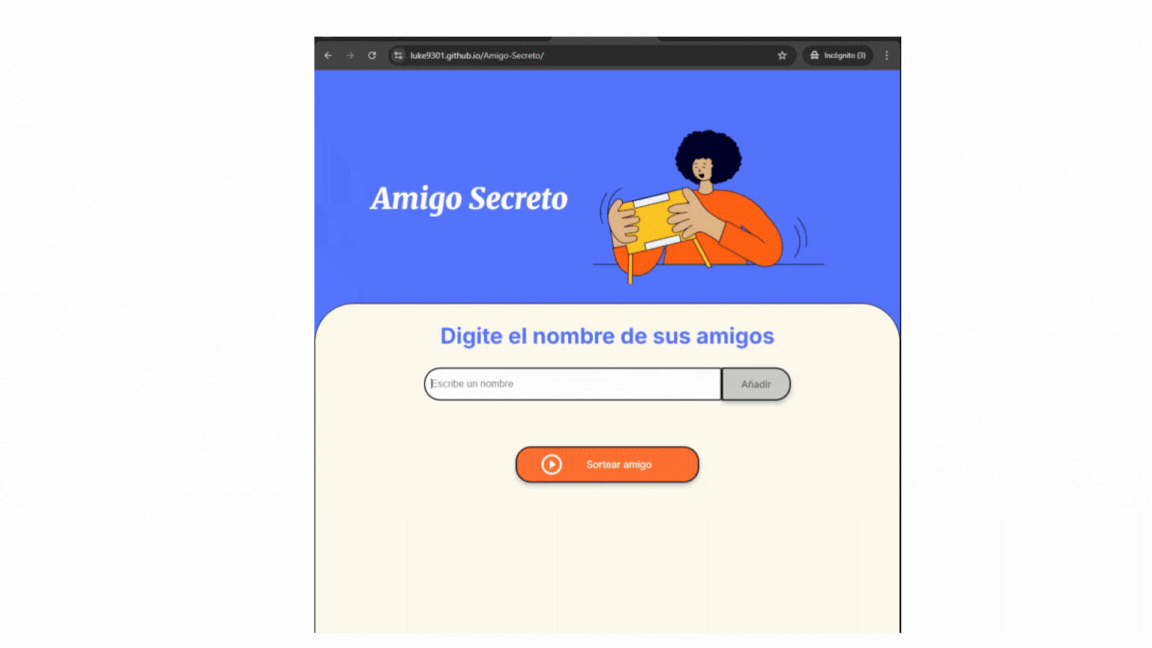 luke9301.github.io/Amigo-Secreto/
Incógnito (3)
Amigo Secreto
Digite el nombre de sus amigos
Escribe un nombre
Añadir
Sortear amigo